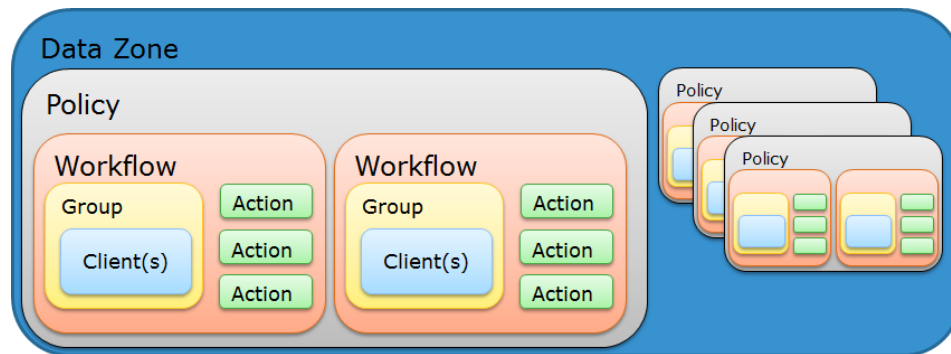 Data Zone
Policy
Workflow
Group
Client(s)
Action
Action
Action
Workflow
Group
Client(s)
Action
Action
Action
Policy
Policy
Policy